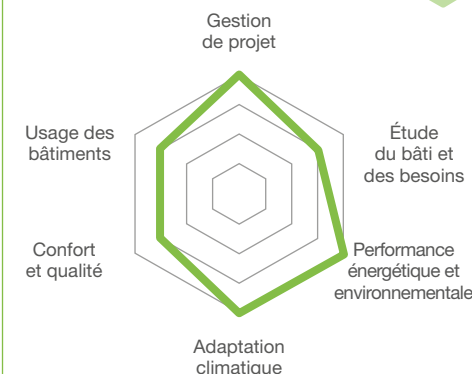 Gestion
de projet
Usage des
bâtiments
Étude
du bâti et
des besoins
Confort
et qualité
Performance
énergétique et
environnementale
Adaptation
climatique